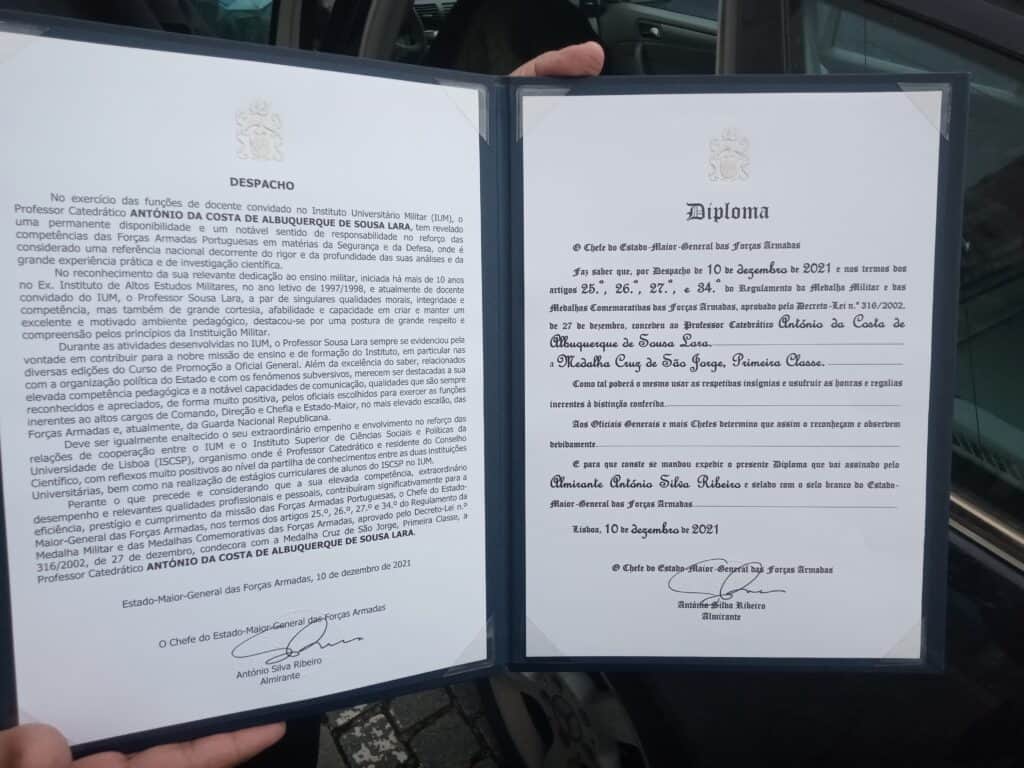 DESPACHO
No exercício das funções de docente convidado no Instituto Universitário Militar (IUM), o
Professor Catedrático ANTÓNIO DA COSTA DE ALBUQUERQUE DE SOUSA LARA, tem revelado
uma permanente disponibilidade e um notável sentido de responsabilidade no reforço das
competências das Forças Armadas Portuguesas em matérias da Segurança e da Defesa, onde é
considerado uma referência nacional decorrente do rigor e da profundidade das suas análises e da
grande experiência prática e de investigação científica.
No reconhecimento da sua relevante dedicação ao ensino militar, iniciada há mais de 10 anos
no Ex. Instituto de Altos Estudos Militares, no ano letivo de 1997/1998, e atualmente de docente
convidado do IUM, o Professor Sousa Lara, a par de singulares qualidades morais, integridade e
competência, mas também de grande cortesia, afabilidade e capacidade em criar e manter um
excelente e motivado ambiente pedagógico, destacou-se por uma postura de grande respeito e
compreensão pelos princípios da Instituição Militar.
Durante as atividades desenvolvidas no IUM, o Professor Sousa Lara sempre se evidenciou pela
vontade em contribuir para a nobre missão de ensino e de formação do Instituto, em particular nas
diversas edições do Curso de Promoção a Oficial General. Além da excelência do saber, relacionados
com a organização política do Estado e com os fenómenos subversivos, merecem ser destacadas a sua
elevada competência pedagógica e a notável capacidades de comunicação, qualidades que são sempre
reconhecidos e apreciados, de forma muito positiva, pelos oficiais escolhidos para exercer as funções
inerentes ao altos cargos de Comando, Direção e Chefia e Estado-Maior, no mais elevado escalão, das
Forças Armadas e, atualmente, da Guarda Nacional Republicana.
Deve ser igualmente enaltecido o seu extraordinário empenho e envolvimento no reforço das
relações de cooperação entre o IUM e o Instituto Superior de Ciências Sociais e Políticas da
Universidade de Lisboa (ISCSP), organismo onde é Professor Catedrático e residente do Conselho
Científico, com reflexos muito positivos ao nível da partilha de conhecimentos entre as duas instituições
Universitárias, bem como na realização de estágios curriculares de alunos do ISCSP no IUM.
Perante o que precede e considerando que a sua elevada competência, extraordinário
desempenho e relevantes qualidades profissionais e pessoais, contribuíram significativamente para a
eficiência, prestígio e cumprimento da missão das Forças Armadas Portuguesas, o Chefe do Estado-
Maior-General das Forças Armadas, nos termos dos artigos 25.º, 26.º, 27.º e 34.º do Regulamento da
Medalha Militar e das Medalhas Comemorativas das Forças Armadas, aprovado pelo Decreto-Lei n.º
316/2002, de 27 de dezembro, condecora com a Medalha Cruz de São Jorge, Primeira Classe, a
Professor Catedrático ANTÓNIO DA COSTA DE ALBUQUERQUE DE SOUSA LARA.
Estado-Maior-General das Forças Armadas, 10 de dezembro de 2021
O Chefe do Estado-Maior-General das Forças Armadas
António Silva Ribeiro
Almirante
Diploma
O Chefe do Estado-Maior-General das Forças Armadas
Faz saber que, por Despacho de 10 de dezembro de 2021 e nos termos dos
artigos 25.º, 26.º, 27.º, e 34.º do Regulamento da Medalha Militar e das
Medalhas Comemorativas das Forças Armadas, aprovado pelo Decreto-Lei n.º 316/2002,
de 27 de dezembro, concedeu ao Professor Catedrático António da Costa de
Albuquerque de Sousa Lara.
a Medalha Cruz de São Jorge, Primeira Classe.
Como tal poderá o mesmo usar as respetivas insígnias e usufruir as honras e regalias
inerentes à distinção conferida.
Aos Oficiais Generais e mais Chefes determino que assim o reconheçam e observem
devidamente.
E para que conste se mandou expedir o presente Diploma que vai assinado pelo
Almirante António Silva Ribeiro e selado com o selo branco do Estado-
Maior-General das Forças Armadas
Lisboa, 10 de dezembro de 2021
O Chefe do Estado-Maior-General das Forças Armadas
António Silva Ribeiro
Almirante